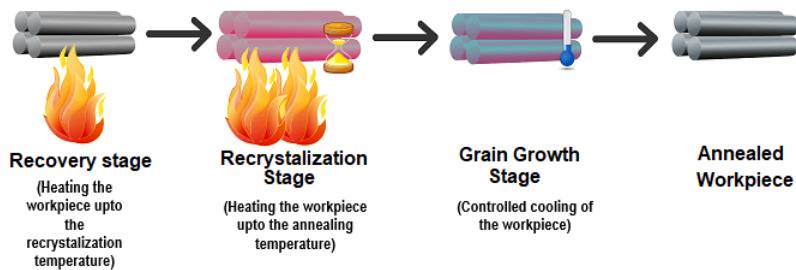 Recovery stage
(Heating the
workpiece upto
the
recrystalization
temperature)
Recrystalization
Stage
(Heating the workpiece
upto the annealing
temperature)
Grain Growth
Stage
(Controlled cooling of
the workpiece)
Annealed
Workpiece